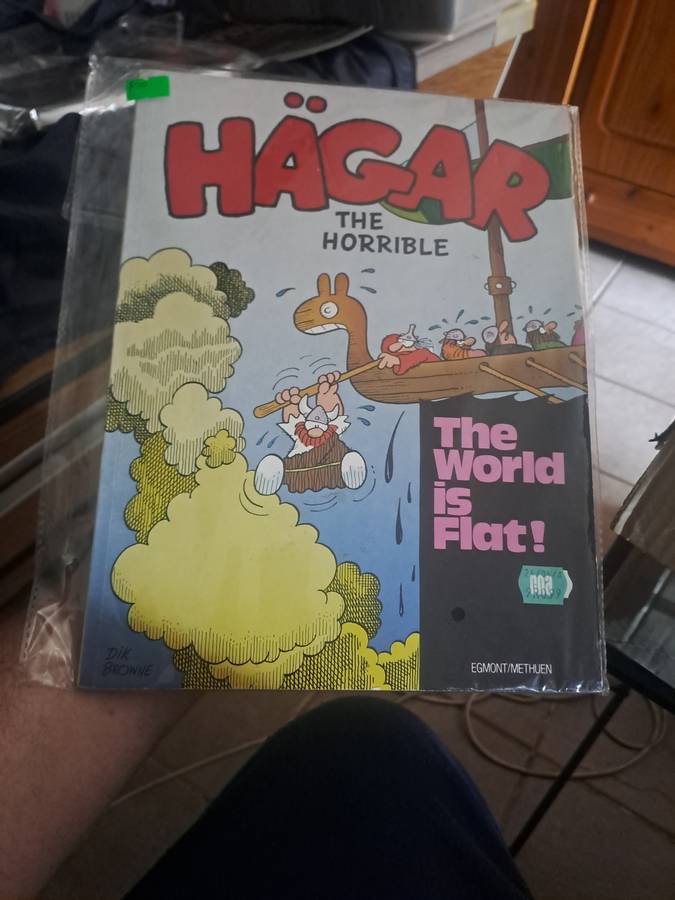 HÄGAR
THE
HORRIBLE
The
World
is
Flat!
DIK
BROWNE
EGMONT/METHUEN